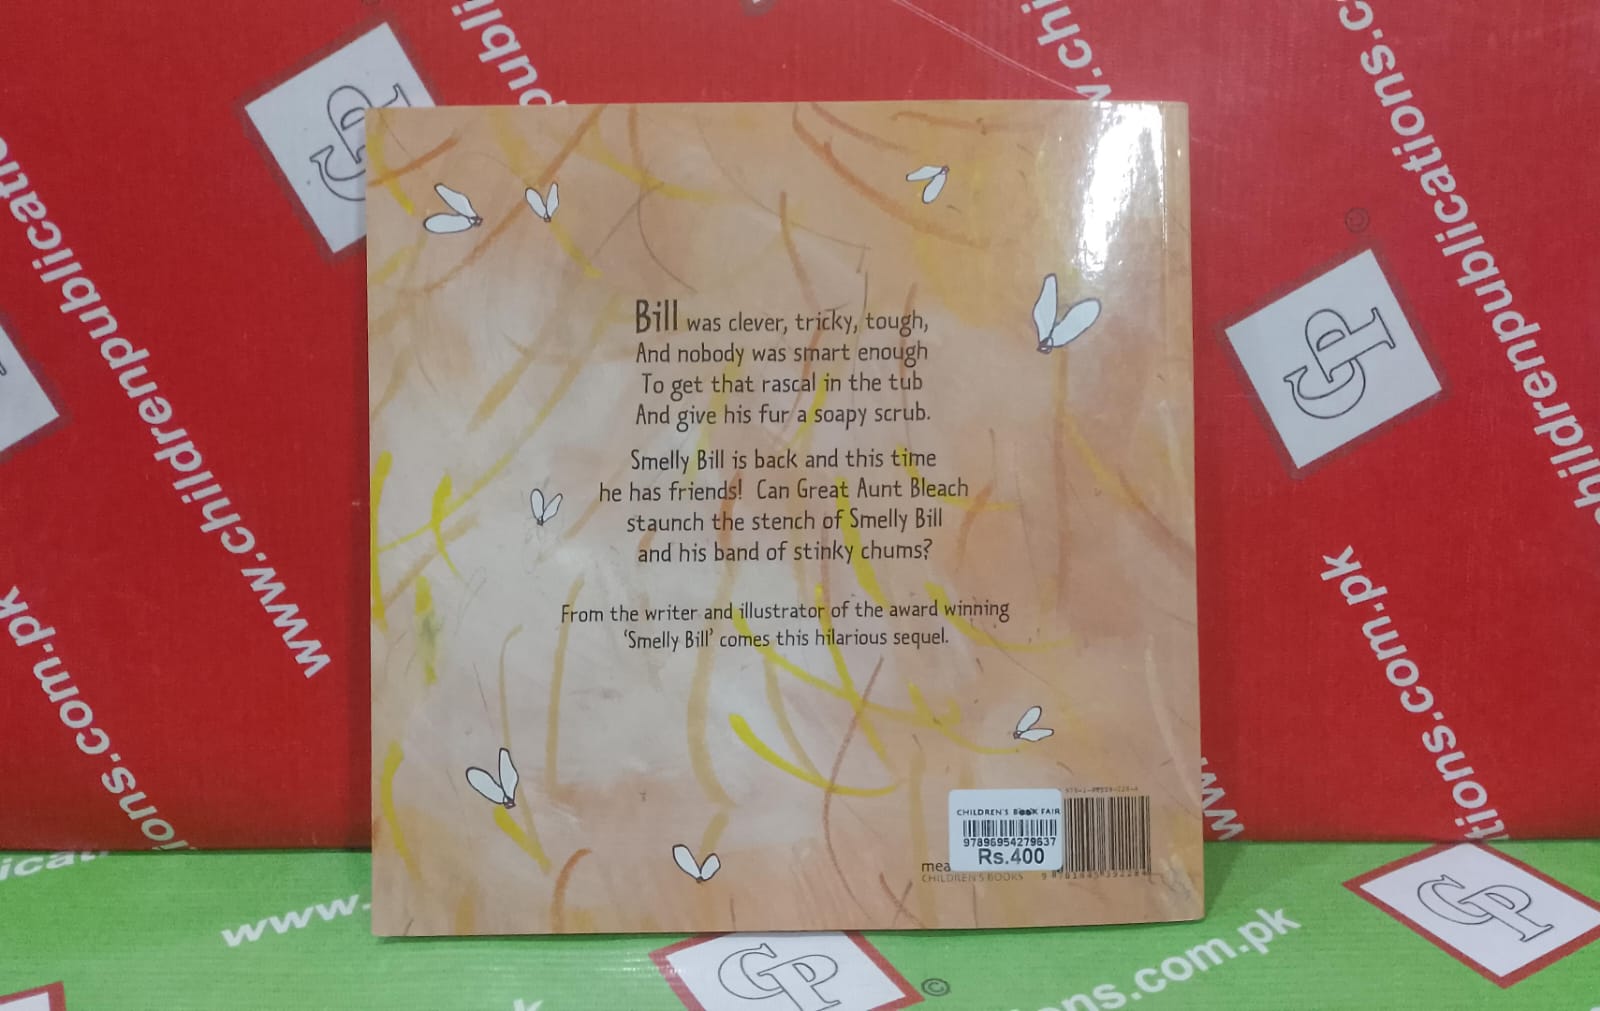 Bill was clever, tricky, tough,
And nobody was smart enough
To get that rascal in the tub
And give his fur a soapy scrub.
Smelly Bill is back and this time
he has friends! Can Great Aunt Bleach
staunch the stench of Smelly Bill
and his band of stinky chums?
From the writer and illustrator of the award winning
‘Smelly Bill’ comes this hilarious sequel.
CHILDREN'S BOOK FAIR
97896954279637
Rs.400
mea
CHILDREN'S BOOKS
www.childrenpublications.com.pk
CP
©